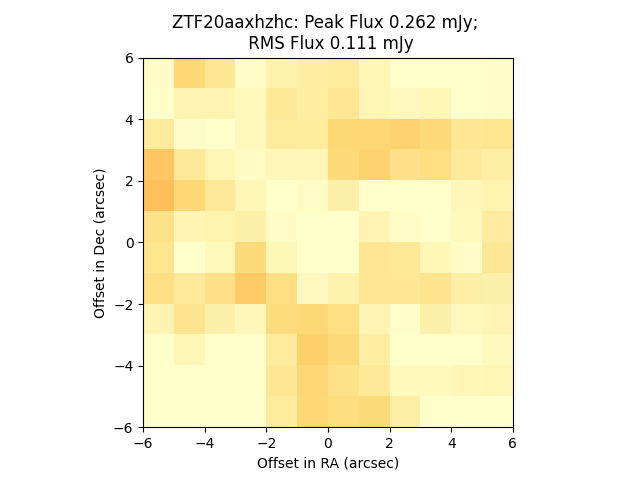 ZTF20aaxhzhc: Peak Flux 0.262 mJy;
RMS Flux 0.111 mJy
6
4
2
0
−2
−4
−6
Offset in Dec (arcsec)
−6 −4 −2 0 2 4 6
Offset in RA (arcsec)